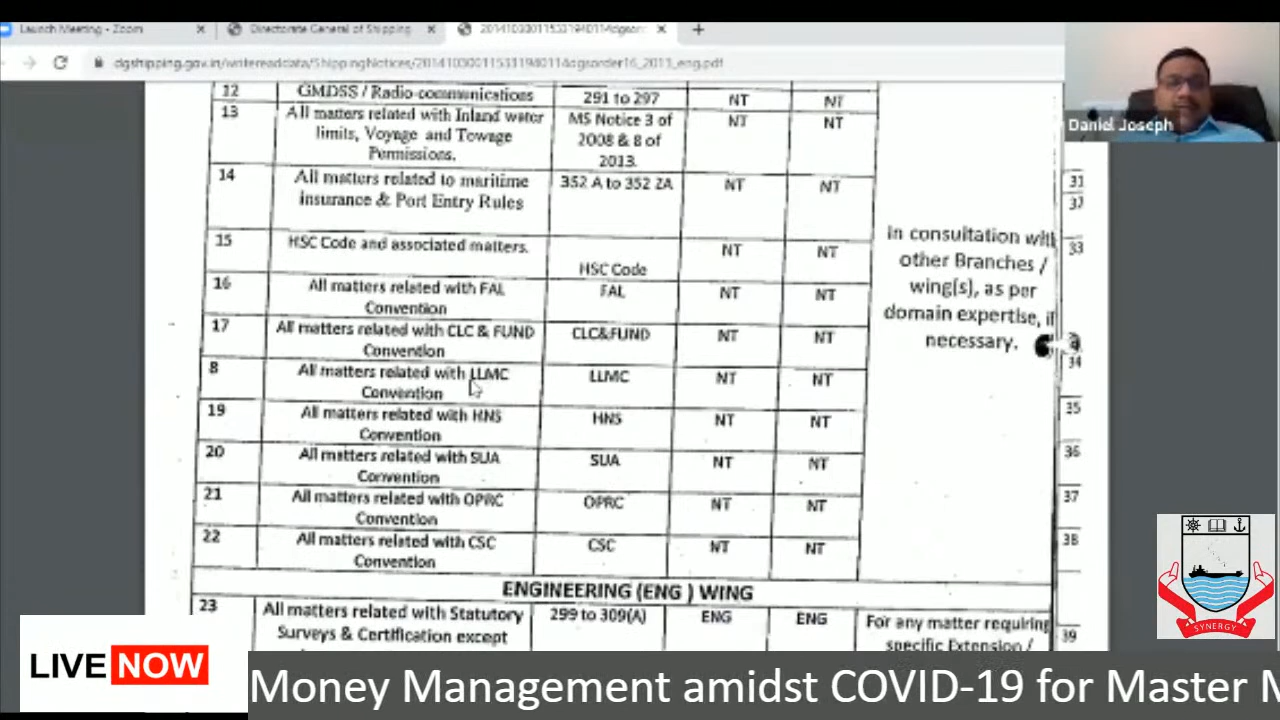 Launch Meeting - Zoom
Directorate General of Shipping
dgshipping.gov.in/writereaddata/ShippingNotices/201410300115331980114dgsorder16_2013_eng.pdf
Daniel Joseph
12 GMDSS / Radio-communications 291 to 297 NT NT
13 All matters related with Inland water MS Notice 3 of NT NT
limits, Voyage and Towage 2008 & 8 of
Permissions. 2013.
14 All matters related to maritime 352 A to 352 ZA NT NT 31
insurance & Port Entry Rules
In consultation with
15 HSC Code and associated matters. NT NT other Branches / 33
HSC Code
16 All matters related with FAL FAL NT NT wing(s), as per
Convention domain expertise, if
17 All matters related with CLC & FUND CLC&FUND NT NT necessary.
Convention 34
8 All matters related with LLMC LLMC NT NT
Convention
19 All matters related with HNS HNS NT NT 35
Convention
20 All matters related with SUA SUA NT NT 36
Convention
21 All matters related with OPRC OPRC NT NT 37
Convention
22 All matters related with CSC CSC NT NT 38
Convention
ENGINEERING (ENG ) WING
23 All matters related with Statutory 299 to 309(A) ENG ENG For any matter requiring 39
Surveys & Certification except specific Extension /
SYNERGY
LIVE NOW
Money Management amidst COVID-19 for Master M